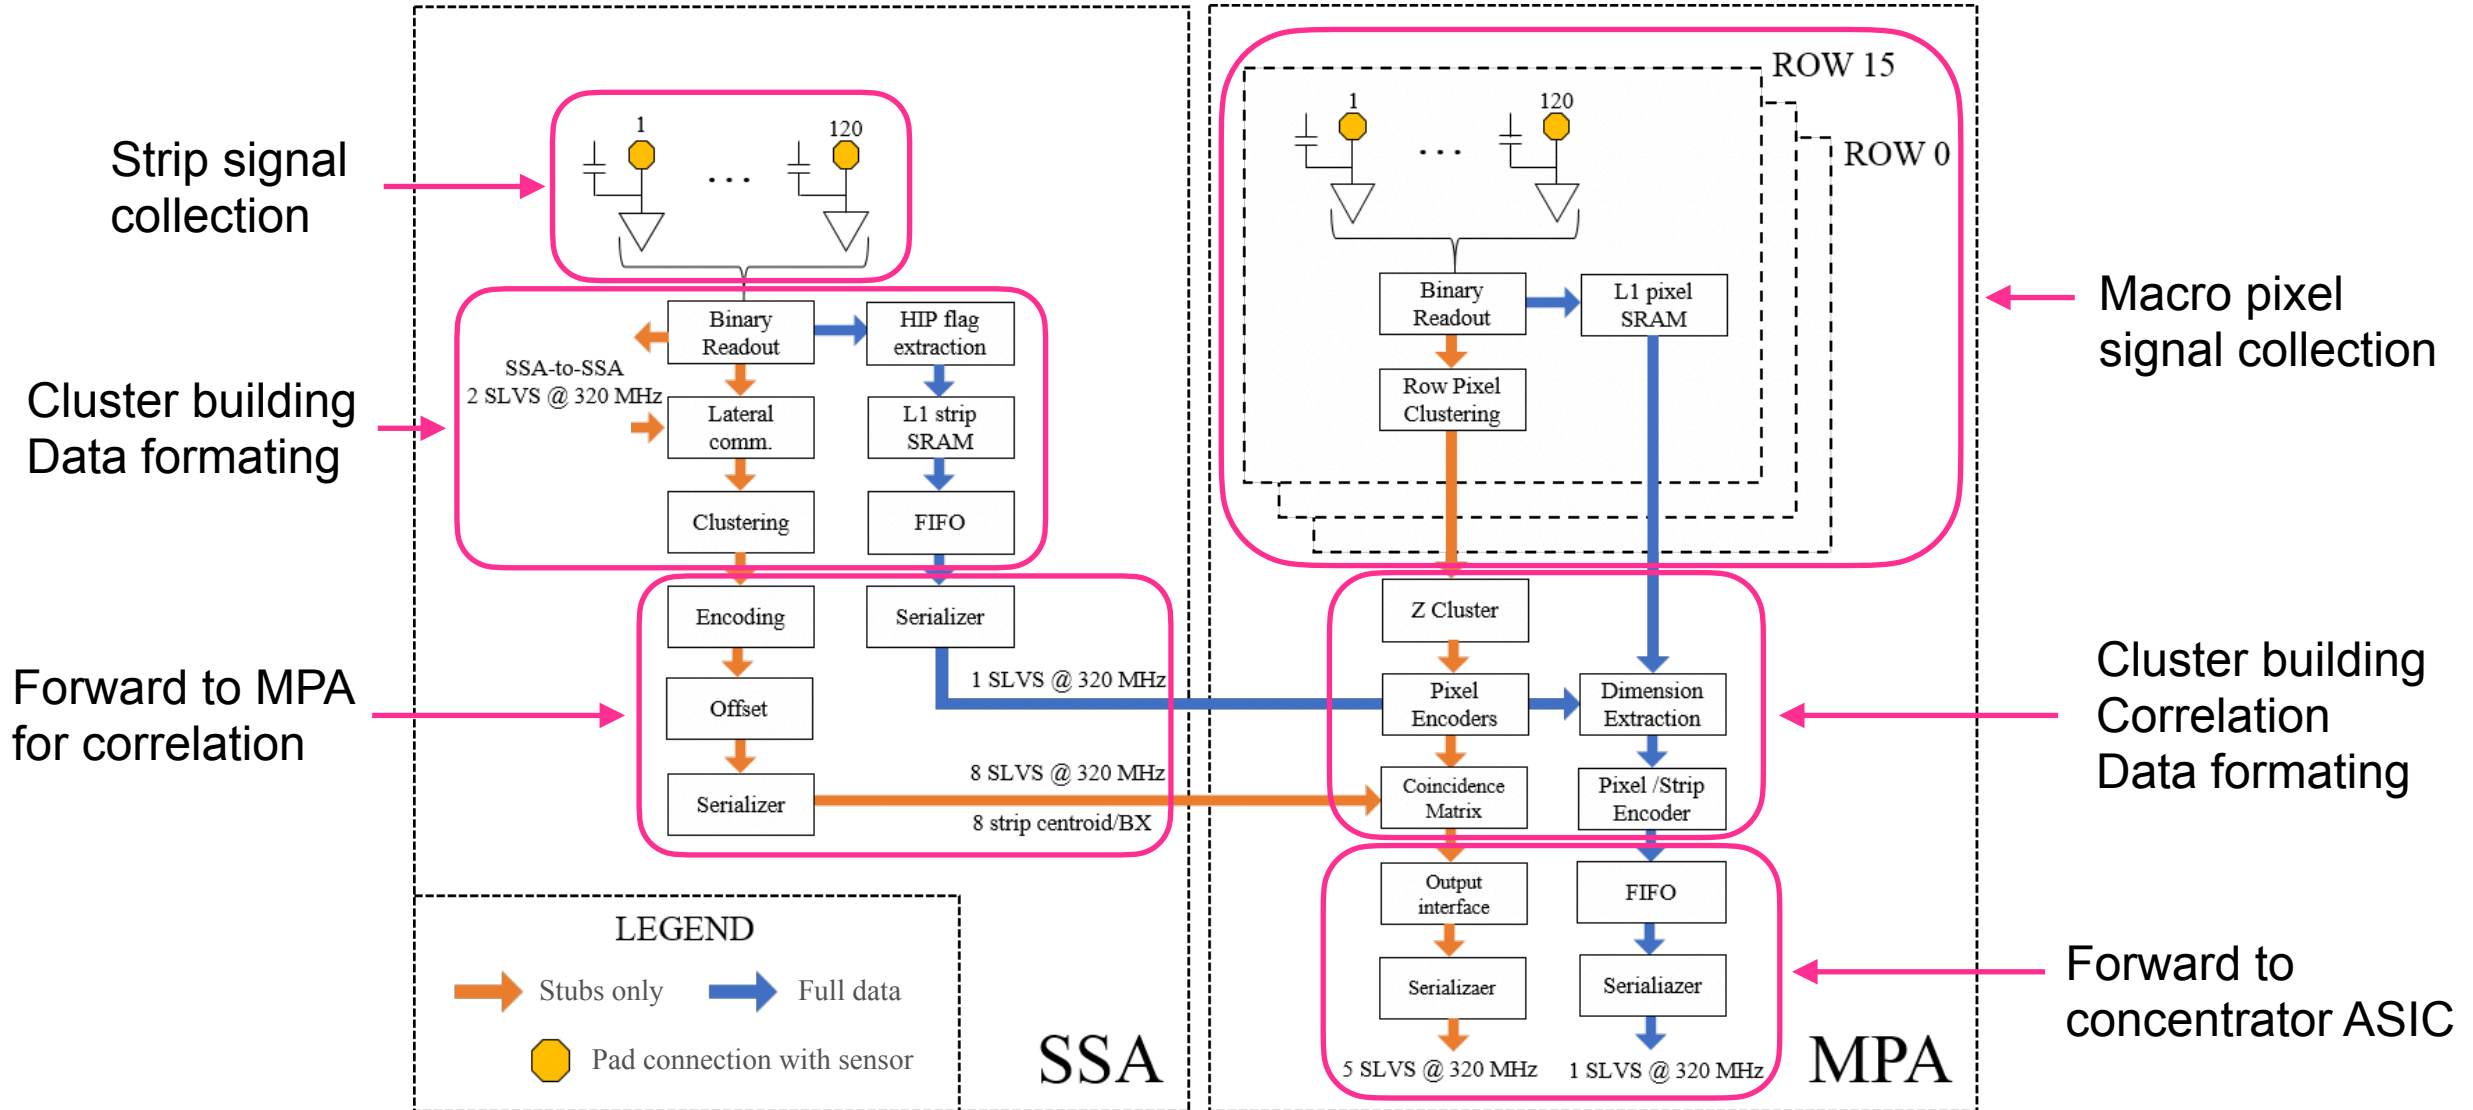 Strip signal
collection
1
120
...
Binary
Readout
HIP flag
extraction
SSA-to-SSA
2 SLVS @ 320 MHz
Lateral
comm.
L1 strip
SRAM
Clustering
FIFO
Cluster building
Data formating
Encoding
Serializer
Offset
Serializer
1 SLVS @ 320 MHz
8 SLVS @ 320 MHz
8 strip centroid/BX
Forward to MPA
for correlation
LEGEND
Stubs only
Full data
Pad connection with sensor
SSA
ROW 15
ROW 0
1
120
...
Binary
Readout
L1 pixel
SRAM
Row Pixel
Clustering
Macro pixel
signal collection
Z Cluster
Pixel
Encoders
Dimension
Extraction
Coincidence
Matrix
Pixel /Strip
Encoder
Cluster building
Correlation
Data formating
Output
interface
FIFO
Serializaer
Serialiazer
5 SLVS @ 320 MHz
1 SLVS @ 320 MHz
Forward to
concentrator ASIC
MPA